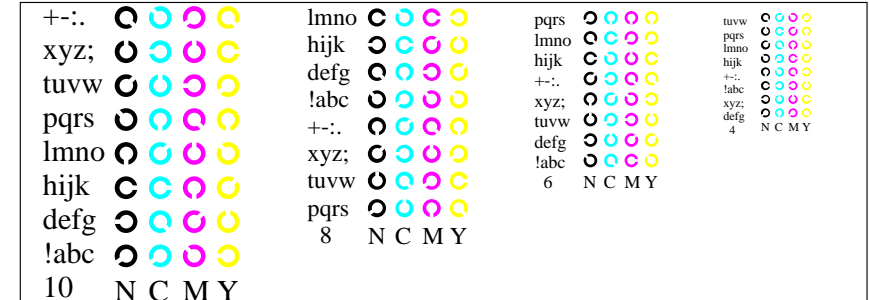 +-:.
xyz;
tuvw
pqrs
lmno
hijk
defg
!abc
10 N C M Y
lmno
hijk
defg
!abc
+-:.
xyz;
tuvw
pqrs
8 N C M Y
pqrs
lmno
hijk
+-:.
xyz;
tuvw
defg
!abc
6 N C M Y
tuvw
pqrs
lmno
hijk
+-:.
!abc
xyz;
defg
4 N C M Y